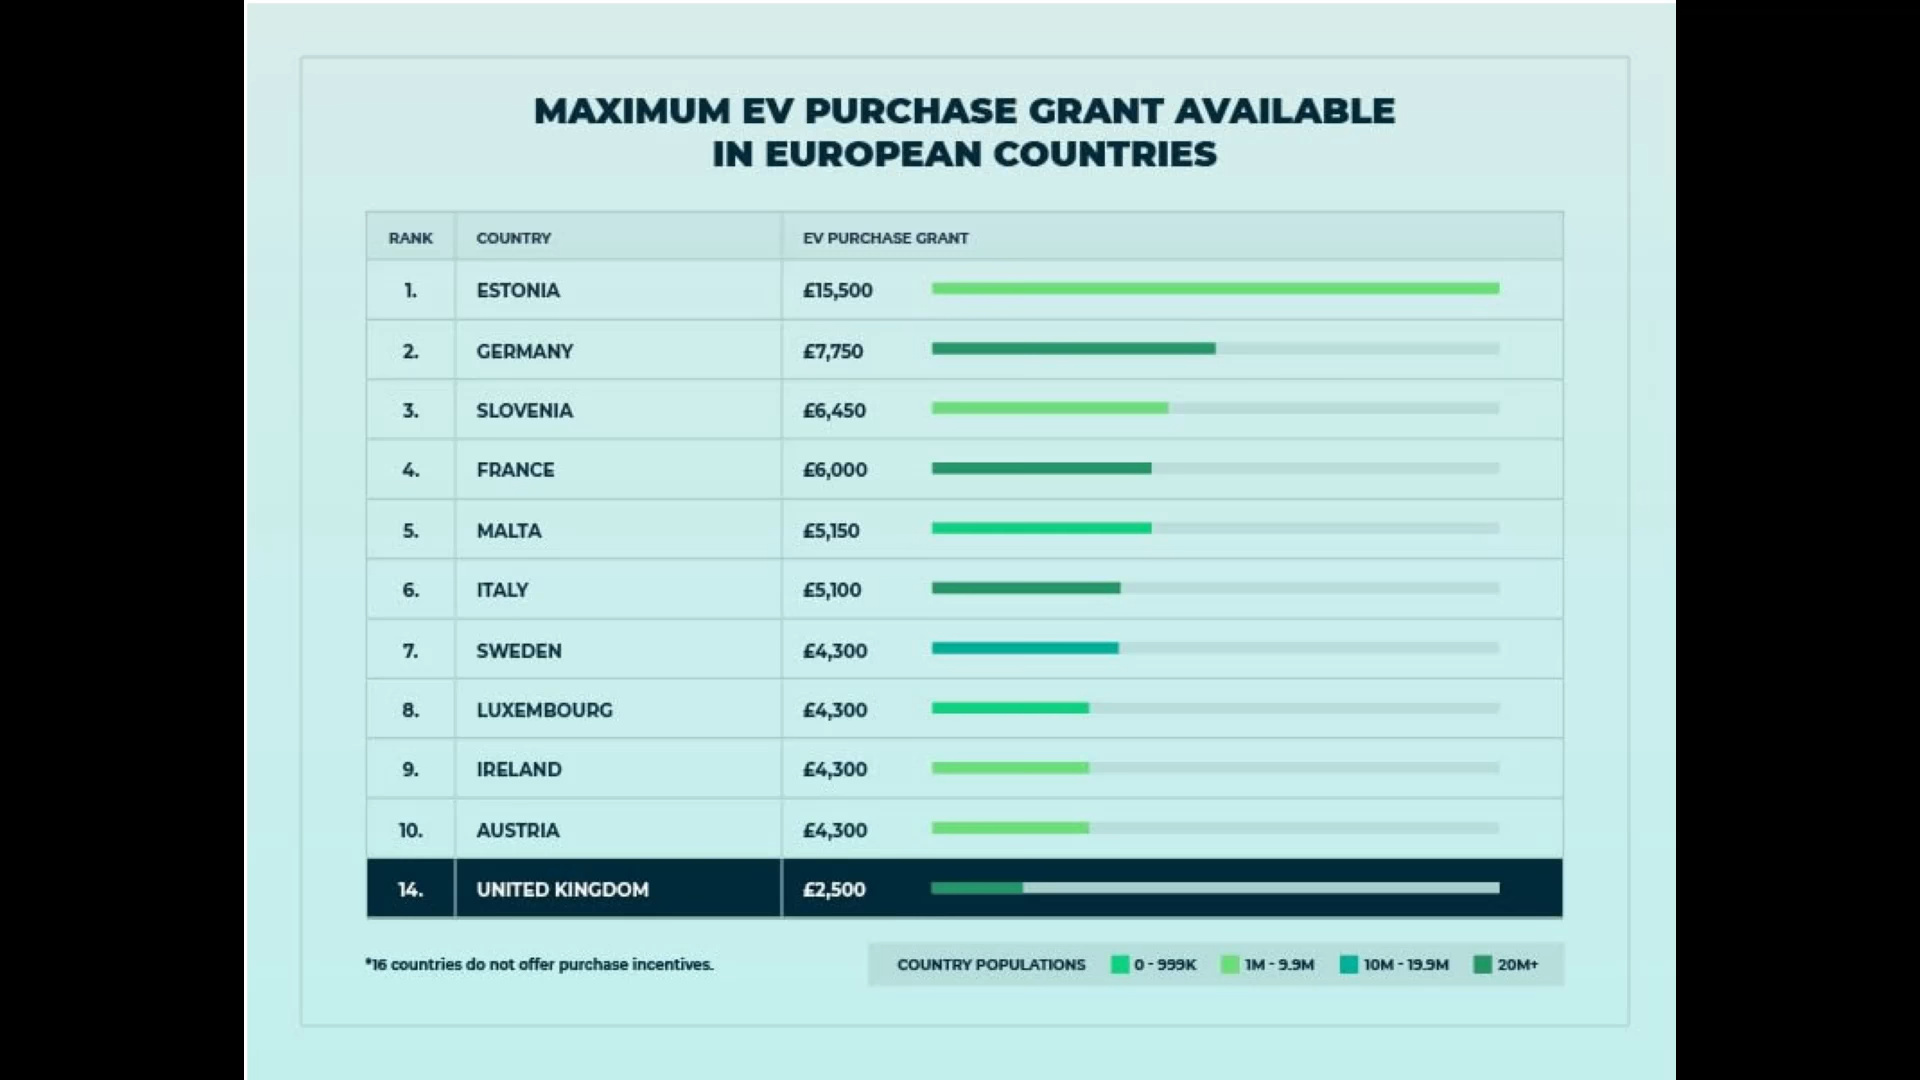 MAXIMUM EV PURCHASE GRANT AVAILABLE
IN EUROPEAN COUNTRIES
RANK COUNTRY EV PURCHASE GRANT
1. ESTONIA £15,500
2. GERMANY £7,750
3. SLOVENIA £6,450
4. FRANCE £6,000
5. MALTA £5,150
6. ITALY £5,100
7. SWEDEN £4,300
8. LUXEMBOURG £4,300
9. IRELAND £4,300
10. AUSTRIA £4,300
14. UNITED KINGDOM £2,500
*16 countries do not offer purchase incentives.
COUNTRY POPULATIONS 0 - 999K 1M - 9.9M 10M - 19.9M 20M+